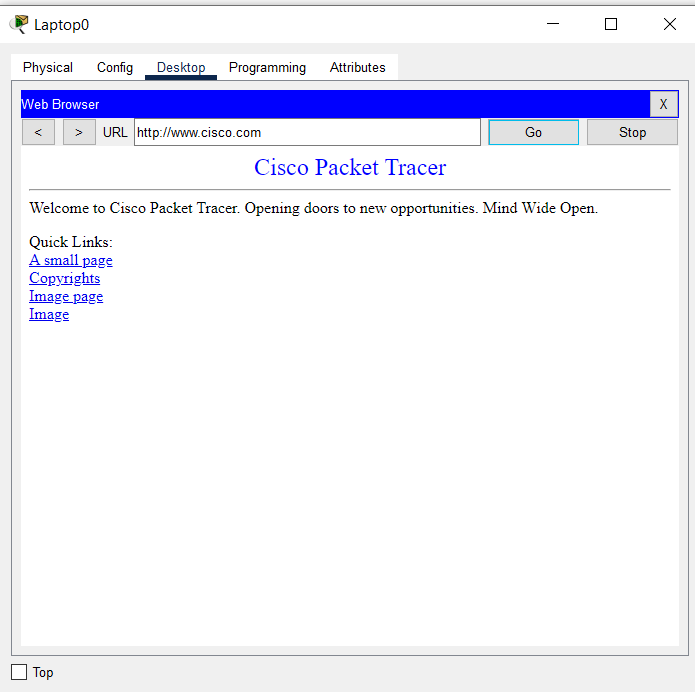 Laptop0
Physical Config Desktop Programming Attributes
Web Browser X
< > URL http://www.cisco.com Go Stop
Cisco Packet Tracer
Welcome to Cisco Packet Tracer. Opening doors to new opportunities. Mind Wide Open.
Quick Links:
A small page
Copyrights
Image page
Image
Top